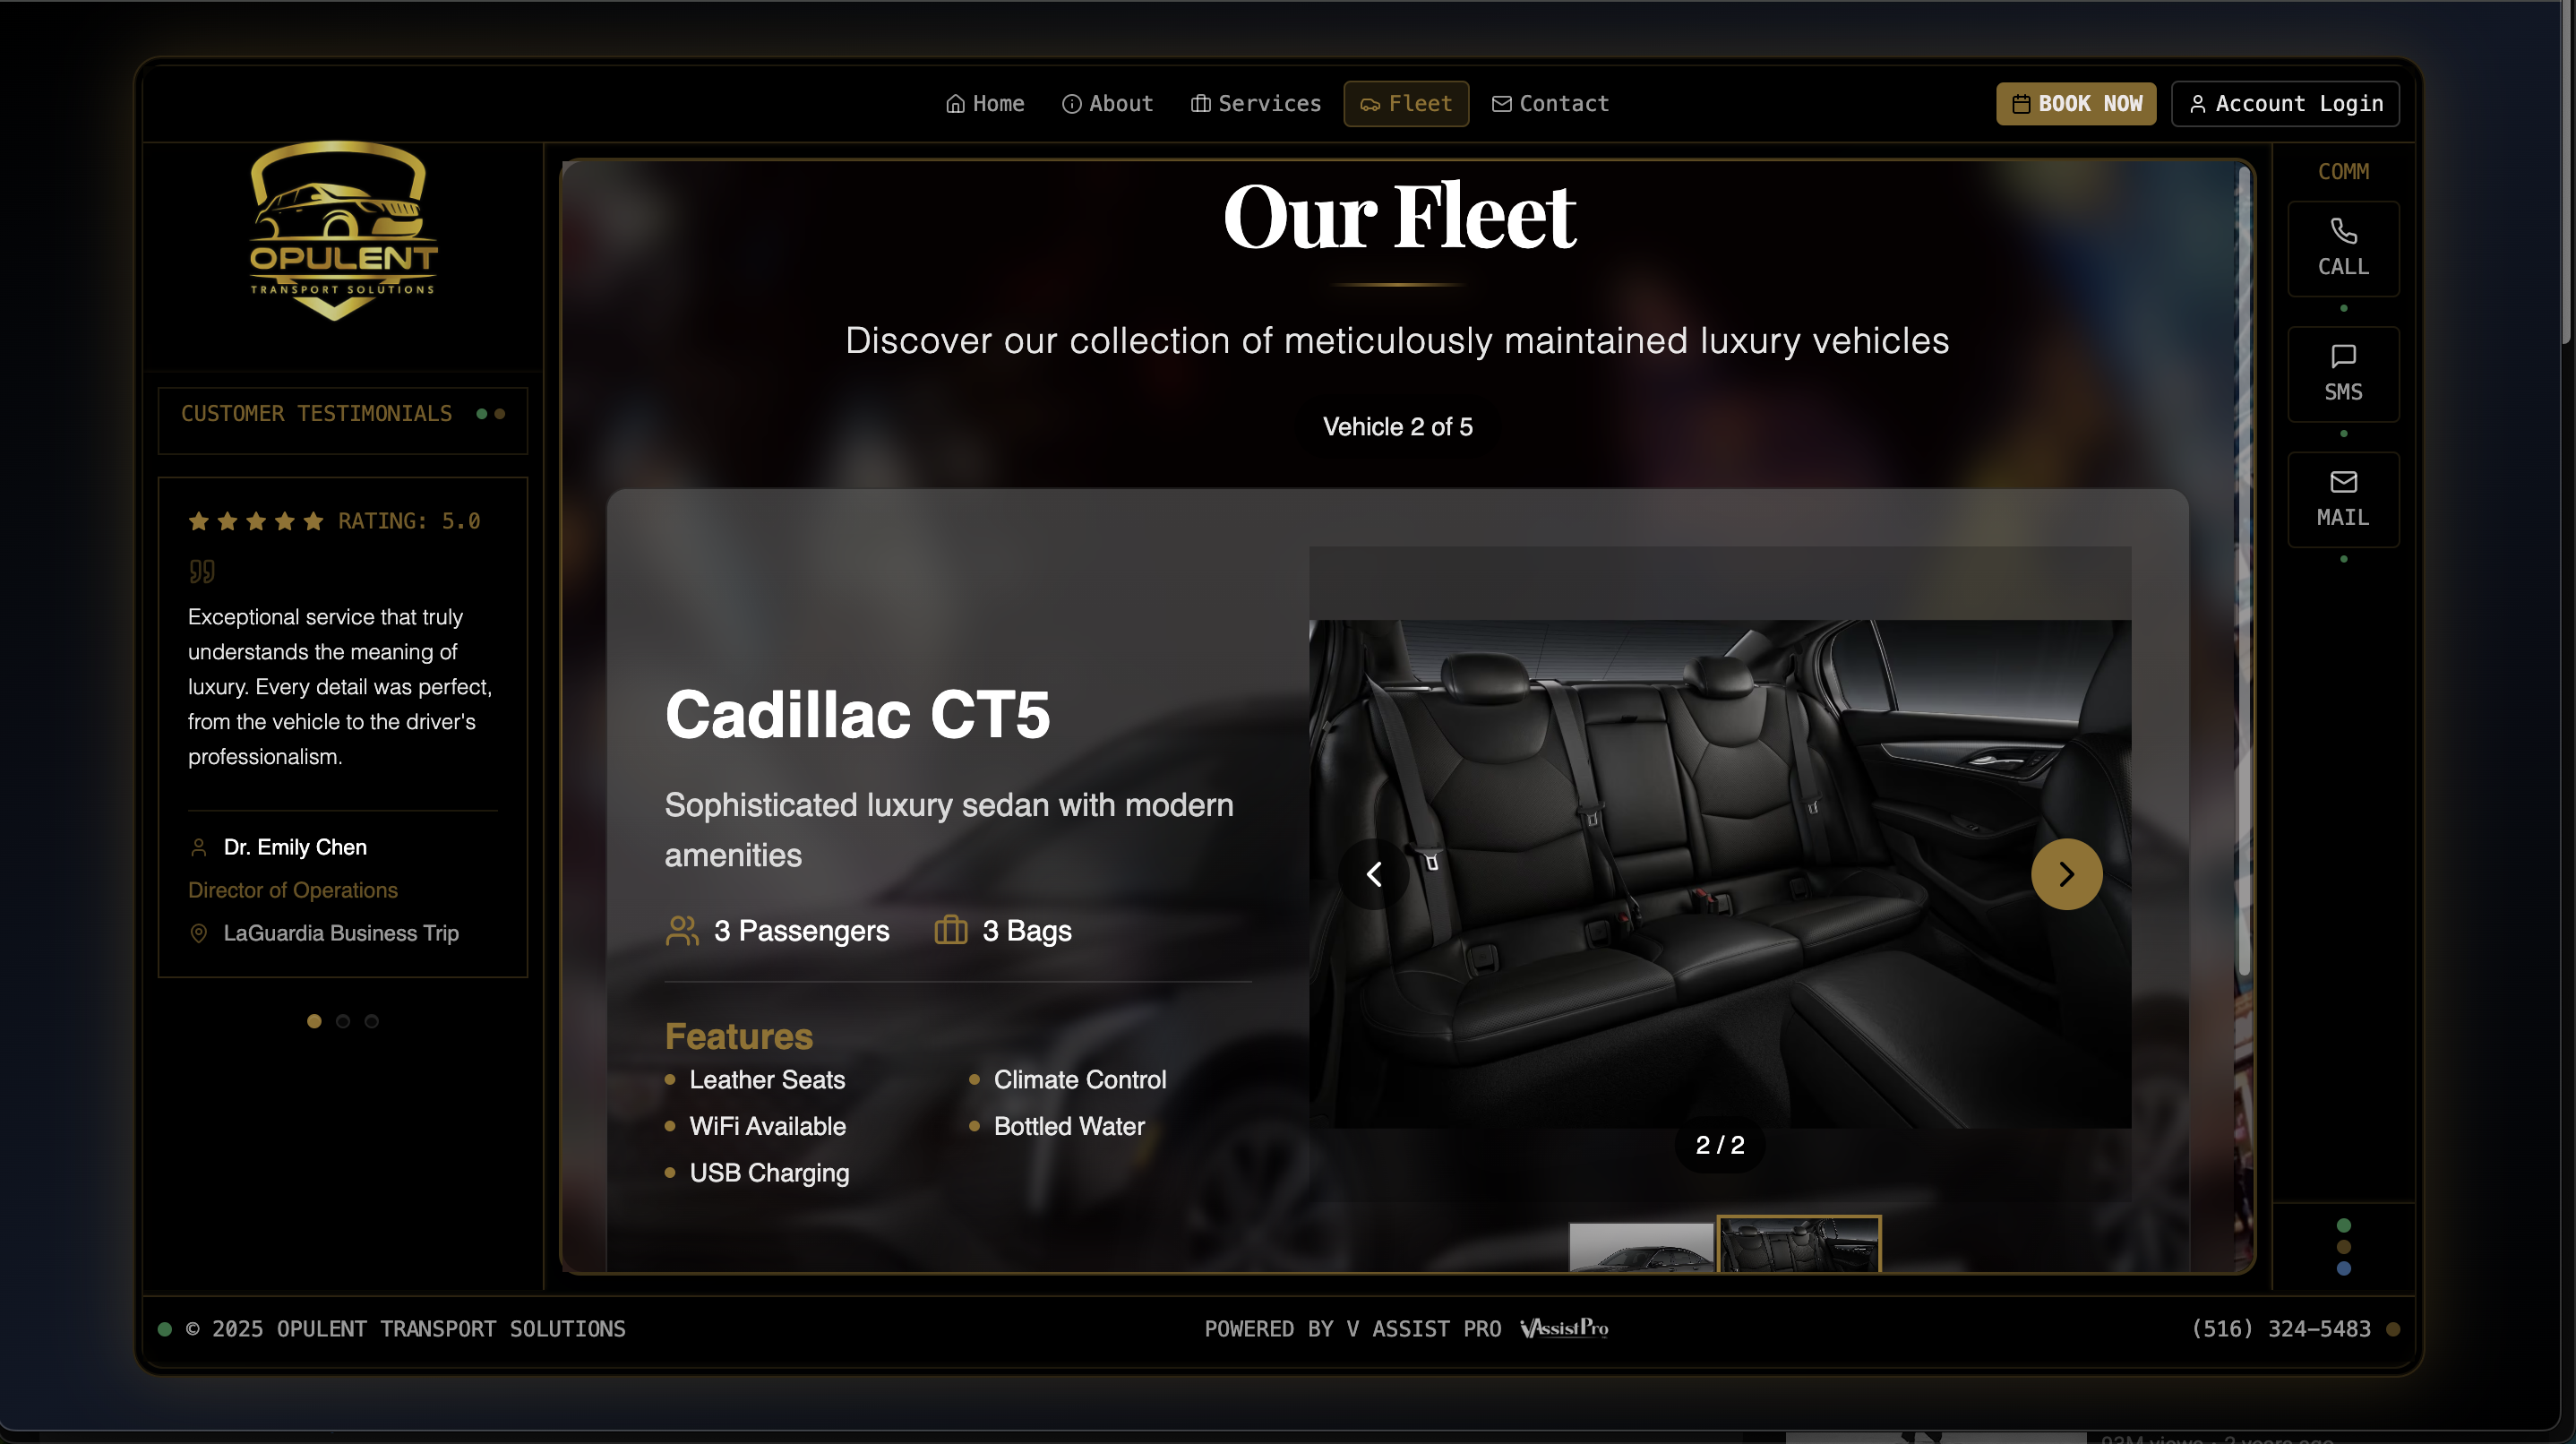 Home
About
Services
Fleet
Contact
BOOK NOW
Account Login
OPULENT
TRANSPORT SOLUTIONS
CUSTOMER TESTIMONIALS
RATING: 5.0
Exceptional service that truly
understands the meaning of
luxury. Every detail was perfect,
from the vehicle to the driver's
professionalism.
Dr. Emily Chen
Director of Operations
LaGuardia Business Trip
Our Fleet
Discover our collection of meticulously maintained luxury vehicles
Vehicle 2 of 5
Cadillac CT5
Sophisticated luxury sedan with modern
amenities
3 Passengers
3 Bags
Features
Leather Seats
Climate Control
WiFi Available
Bottled Water
USB Charging
2 / 2
COMM
CALL
SMS
MAIL
© 2025 OPULENT TRANSPORT SOLUTIONS
POWERED BY V ASSIST PRO
VAssistPro
(516) 324-5483